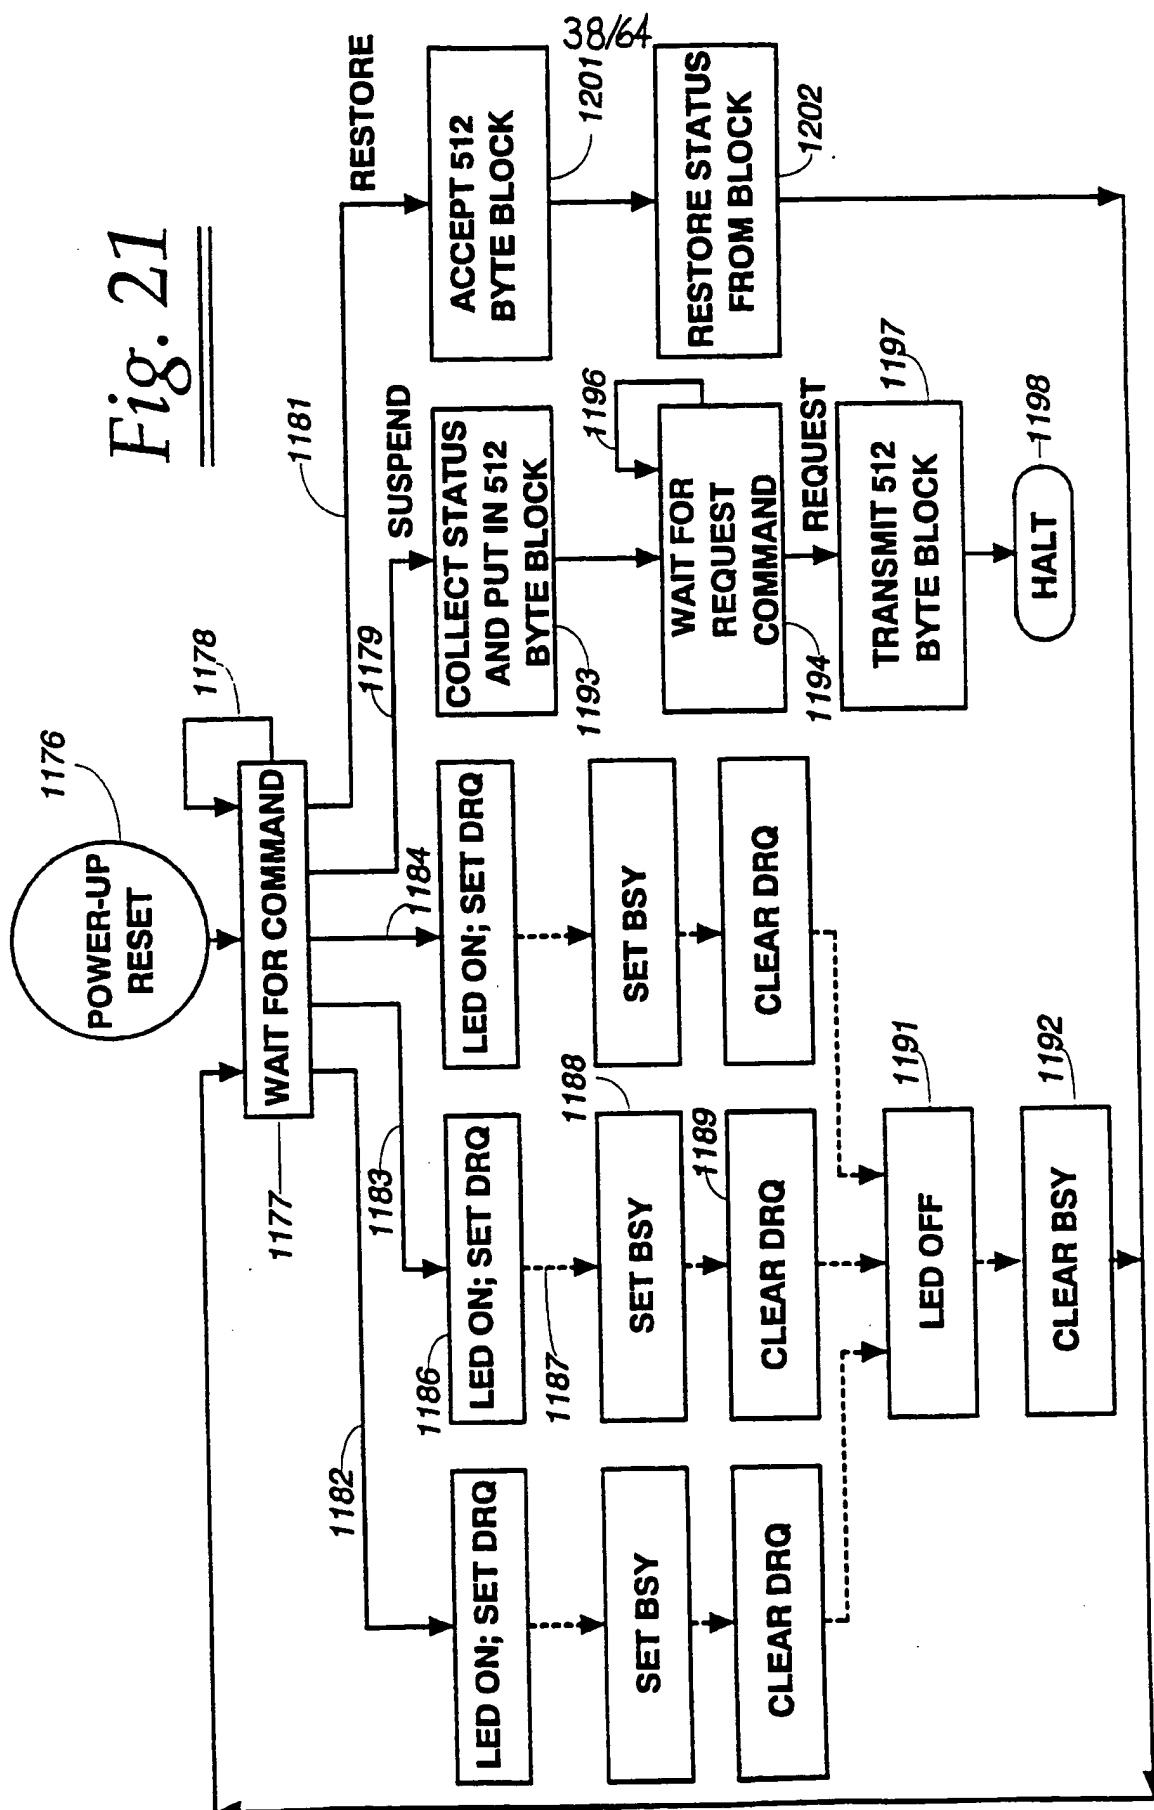 38/64
Fig. 21
POWER-UP
RESET
1176
WAIT FOR COMMAND
1177
1178
1182
1183
1184
1179
SUSPEND
1181
RESTORE
LED ON; SET DRQ
SET BSY
CLEAR DRQ
1186
LED ON; SET DRQ
1187
SET BSY
1188
CLEAR DRQ
1189
LED ON; SET DRQ
SET BSY
CLEAR DRQ
LED OFF
1191
CLEAR BSY
1192
COLLECT STATUS
AND PUT IN 512
BYTE BLOCK
1193
WAIT FOR
REQUEST
COMMAND
1194
1196
REQUEST
TRANSMIT 512
BYTE BLOCK
1197
HALT
1198
ACCEPT 512
BYTE BLOCK
1201
RESTORE STATUS
FROM BLOCK
1202